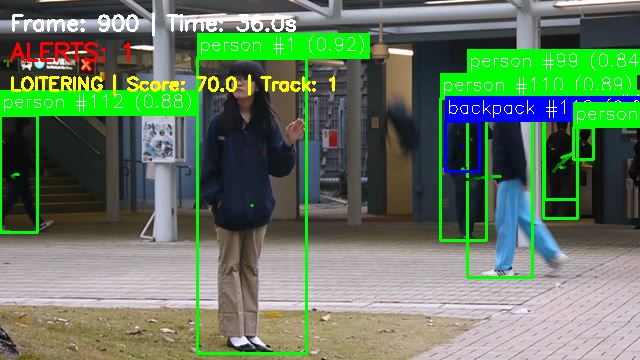 Frame: 900 | Time: 36.0s
ALERTS: 1
LOITERING | Score: 70.0 | Track: 1
person #1 (0.92)
person #99 (0.84
person #110 (0.89)
person #112 (0.88)
backpack #1
person